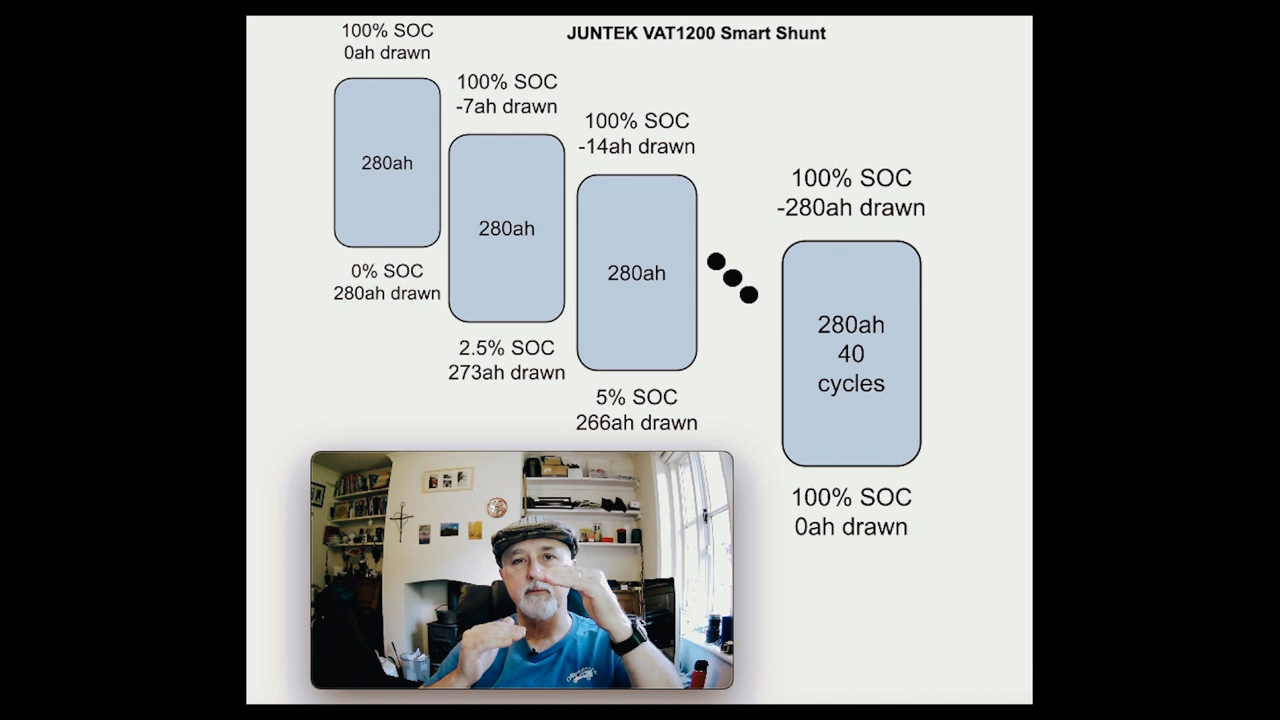 JUNTEK VAT1200 Smart Shunt
100% SOC
0ah drawn
280ah
0% SOC
280ah drawn
100% SOC
-7ah drawn
280ah
2.5% SOC
273ah drawn
100% SOC
-14ah drawn
280ah
5% SOC
266ah drawn
100% SOC
-280ah drawn
280ah
40
cycles
100% SOC
0ah drawn